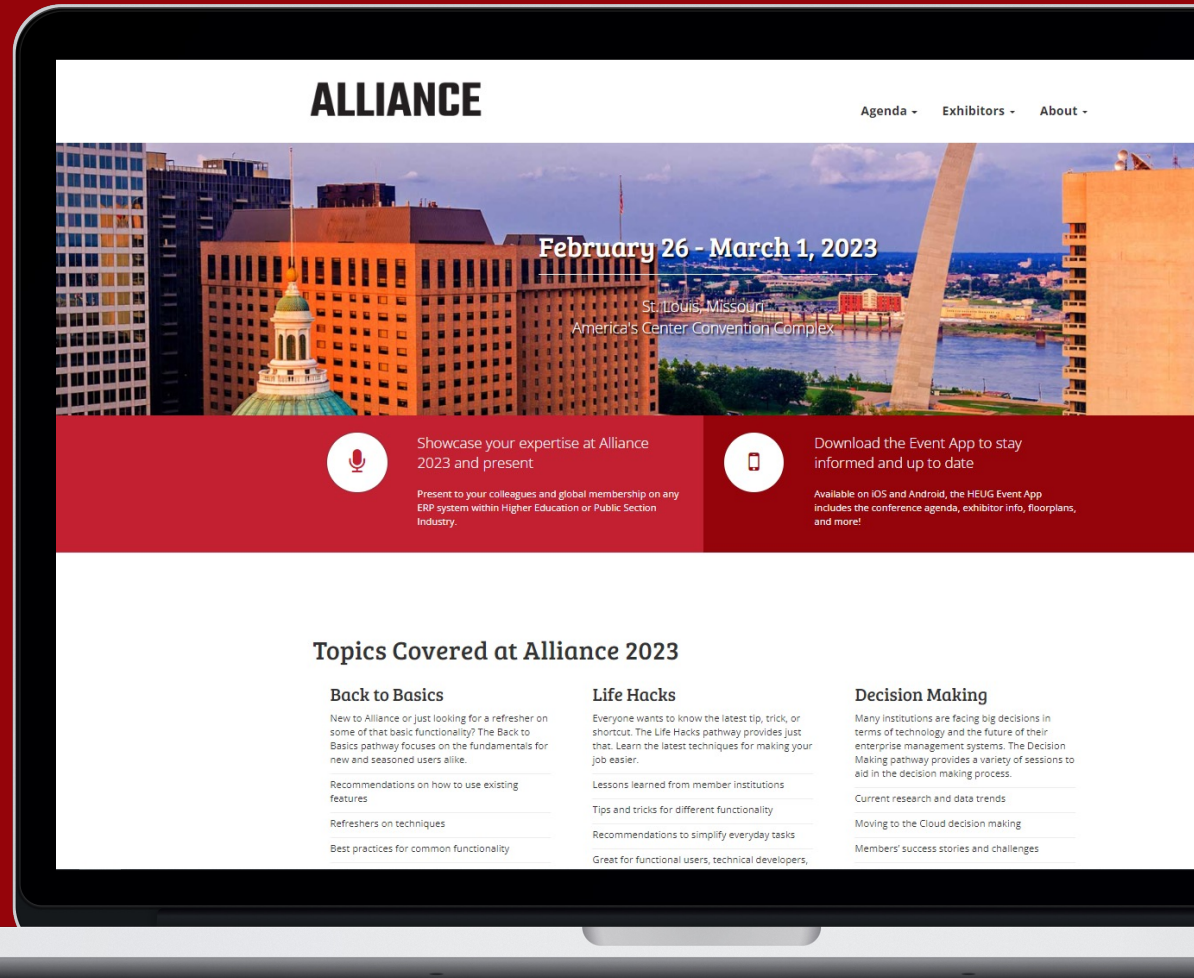 ALLIANCE
Agenda
Exhibitors
About
February 26 - March 1, 2023
St. Louis, Missouri
America's Center Convention Complex
Showcase your expertise at Alliance
2023 and present
Present to your colleagues and global membership on any
ERP system within Higher Education or Public Section
Industry.
Download the Event App to stay
informed and up to date
Available on iOS and Android, the HEUG Event App
includes the conference agenda, exhibitor info, floorplans,
and more!
Topics Covered at Alliance 2023
Back to Basics
New to Alliance or just looking for a refresher on
some of that basic functionality? The Back to
Basics pathway focuses on the fundamentals for
new and seasoned users alike.
Recommendations on how to use existing
features
Refreshers on techniques
Best practices for common functionality
Life Hacks
Everyone wants to know the latest tip, trick, or
shortcut. The Life Hacks pathway provides just
that. Learn the latest techniques for making your
job easier.
Lessons learned from member institutions
Tips and tricks for different functionality
Recommendations to simplify everyday tasks
Great for functional users, technical developers,
Decision Making
Many institutions are facing big decisions in
terms of technology and the future of their
enterprise management systems. The Decision
Making pathway provides a variety of sessions to
aid in the decision making process.
Current research and data trends
Moving to the Cloud decision making
Members' success stories and challenges